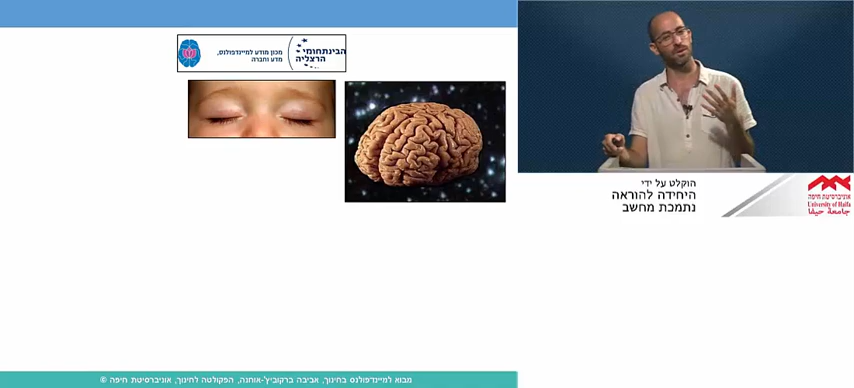 הבינתחומי
הרצליה
מכון מודע למיינדפולנס,
מדע וחברה
הוקלט על ידי
היחידה להוראה
נתמכת מחשב
אוניברסיטת חיפה
University of Haifa
جامعة حيفا
מבוא למיינדפולנס בחינוך, אביבה ברקוביץ'-אוחנה, הפקולטה לחינוך, אוניברסיטת חיפה ©